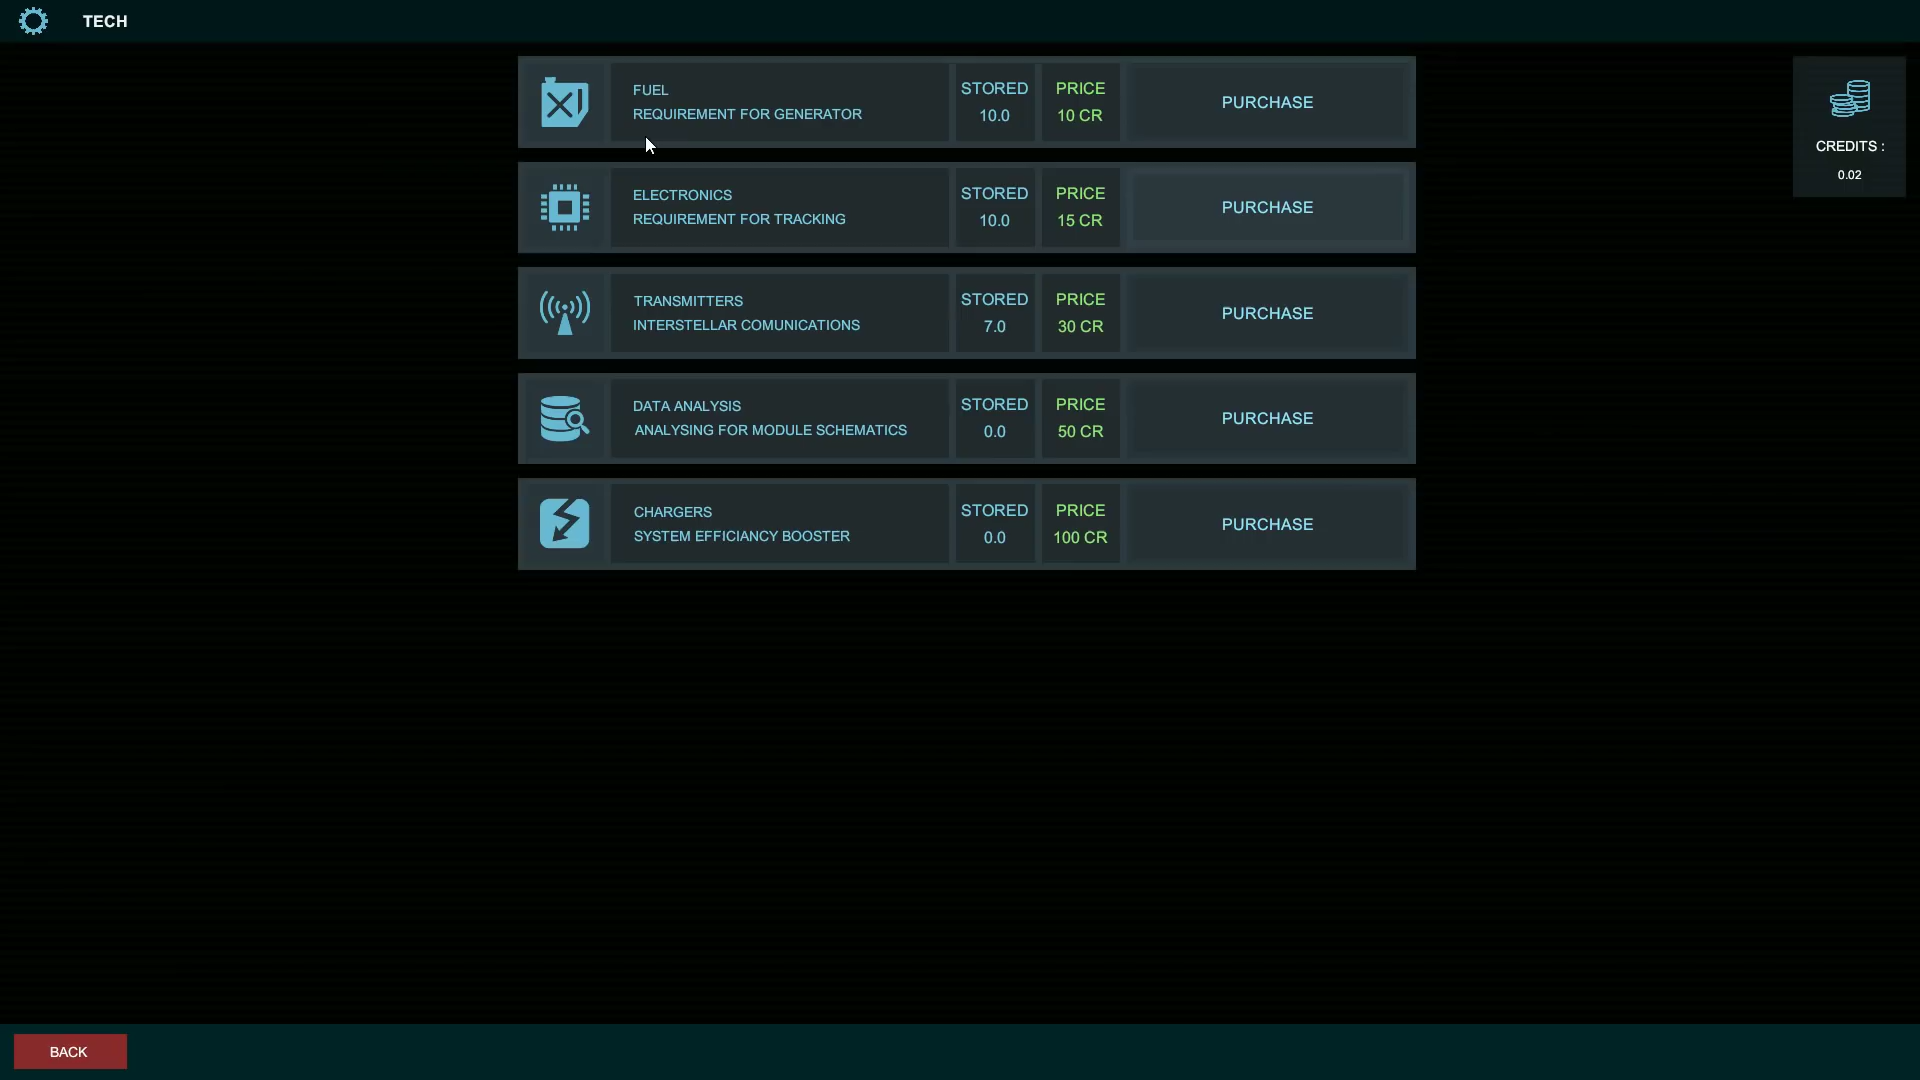 TECH
FUEL
REQUIREMENT FOR GENERATOR
STORED
10.0
PRICE
10 CR
PURCHASE
CREDITS :
0.02
ELECTRONICS
REQUIREMENT FOR TRACKING
STORED
10.0
PRICE
15 CR
PURCHASE
TRANSMITTERS
INTERSTELLAR COMUNICATIONS
STORED
7.0
PRICE
30 CR
PURCHASE
DATA ANALYSIS
ANALYSING FOR MODULE SCHEMATICS
STORED
0.0
PRICE
50 CR
PURCHASE
CHARGERS
SYSTEM EFFICIANCY BOOSTER
STORED
0.0
PRICE
100 CR
PURCHASE
BACK